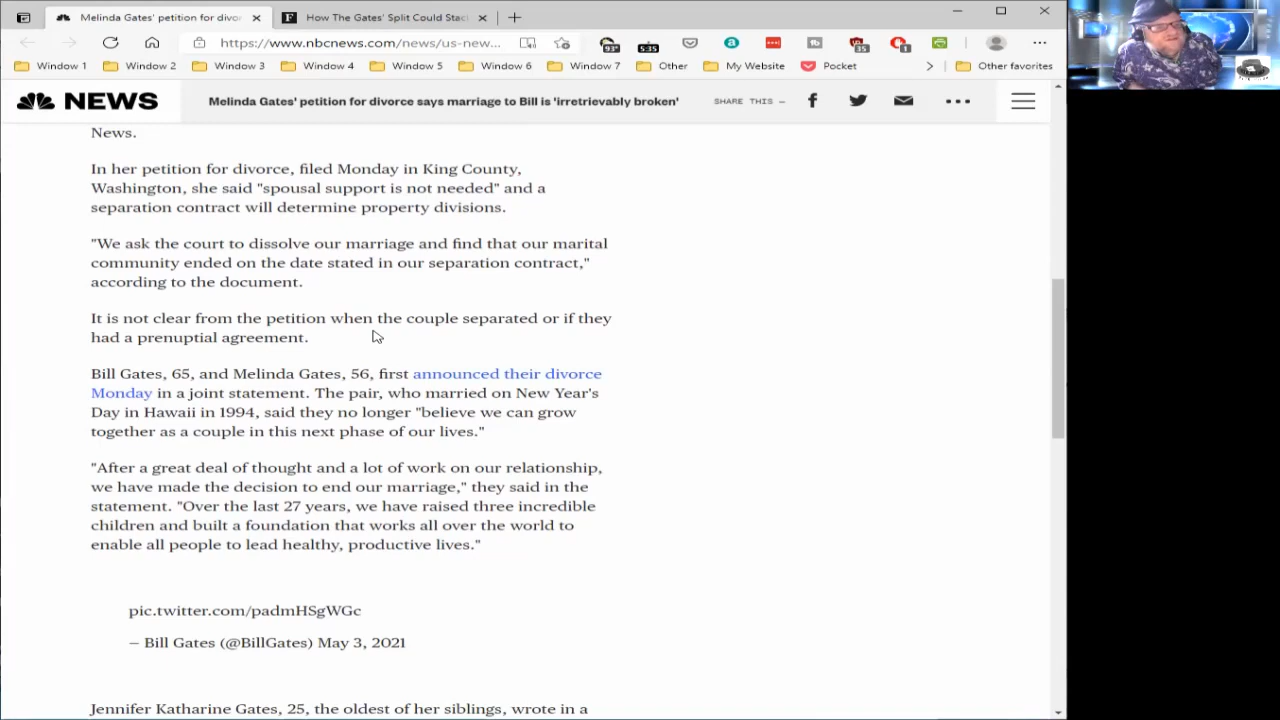 Melinda Gates' petition for divor
How The Gates' Split Could Stac
https://www.nbcnews.com/news/us-new...
93°
5:35
35
1
Window 1
Window 2
Window 3
Window 4
Window 5
Window 6
Window 7
Other
My Website
Pocket
Other favorites
NEWS
Melinda Gates' petition for divorce says marriage to Bill is 'irretrievably broken'
SHARE THIS —
News.
In her petition for divorce, filed Monday in King County,
Washington, she said "spousal support is not needed" and a
separation contract will determine property divisions.
"We ask the court to dissolve our marriage and find that our marital
community ended on the date stated in our separation contract,"
according to the document.
It is not clear from the petition when the couple separated or if they
had a prenuptial agreement.
Bill Gates, 65, and Melinda Gates, 56, first announced their divorce
Monday in a joint statement. The pair, who married on New Year's
Day in Hawaii in 1994, said they no longer "believe we can grow
together as a couple in this next phase of our lives."
"After a great deal of thought and a lot of work on our relationship,
we have made the decision to end our marriage," they said in the
statement. "Over the last 27 years, we have raised three incredible
children and built a foundation that works all over the world to
enable all people to lead healthy, productive lives."
pic.twitter.com/padmHSgWGc
— Bill Gates (@BillGates) May 3, 2021
Jennifer Katharine Gates, 25, the oldest of her siblings, wrote in a